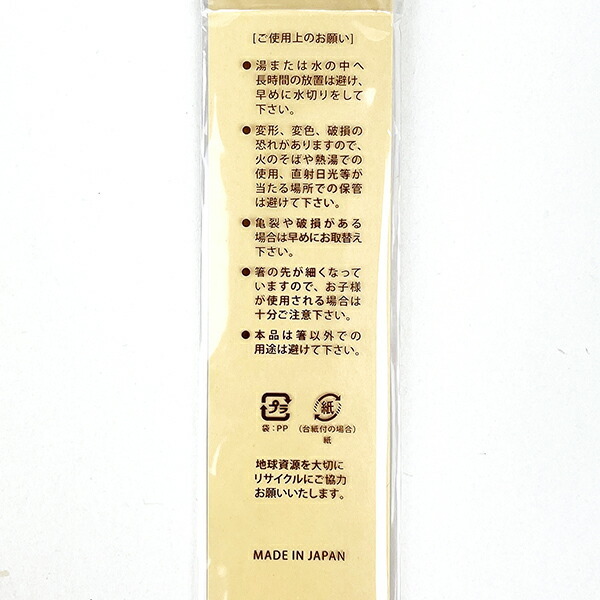 [ご使用上のお願い]
● 湯または水の中へ
長時間の放置は避け、
早めに水切りをして
下さい。
● 変形、変色、破損の
恐れがありますので、
火のそばや熱湯での
使用、直射日光等が
当たる場所での保管
は避けて下さい。
● 亀裂や破損がある
場合は早めにお取替え
下さい。
● 箸の先が細くなって
いますので、お子様
が使用される場合は
十分ご注意下さい。
● 本品は箸以外での
用途は避けて下さい。
プラ 紙
袋：PP （台紙付の場合）
紙
地球資源を大切に
リサイクルにご協力
お願いいたします。
MADE IN JAPAN